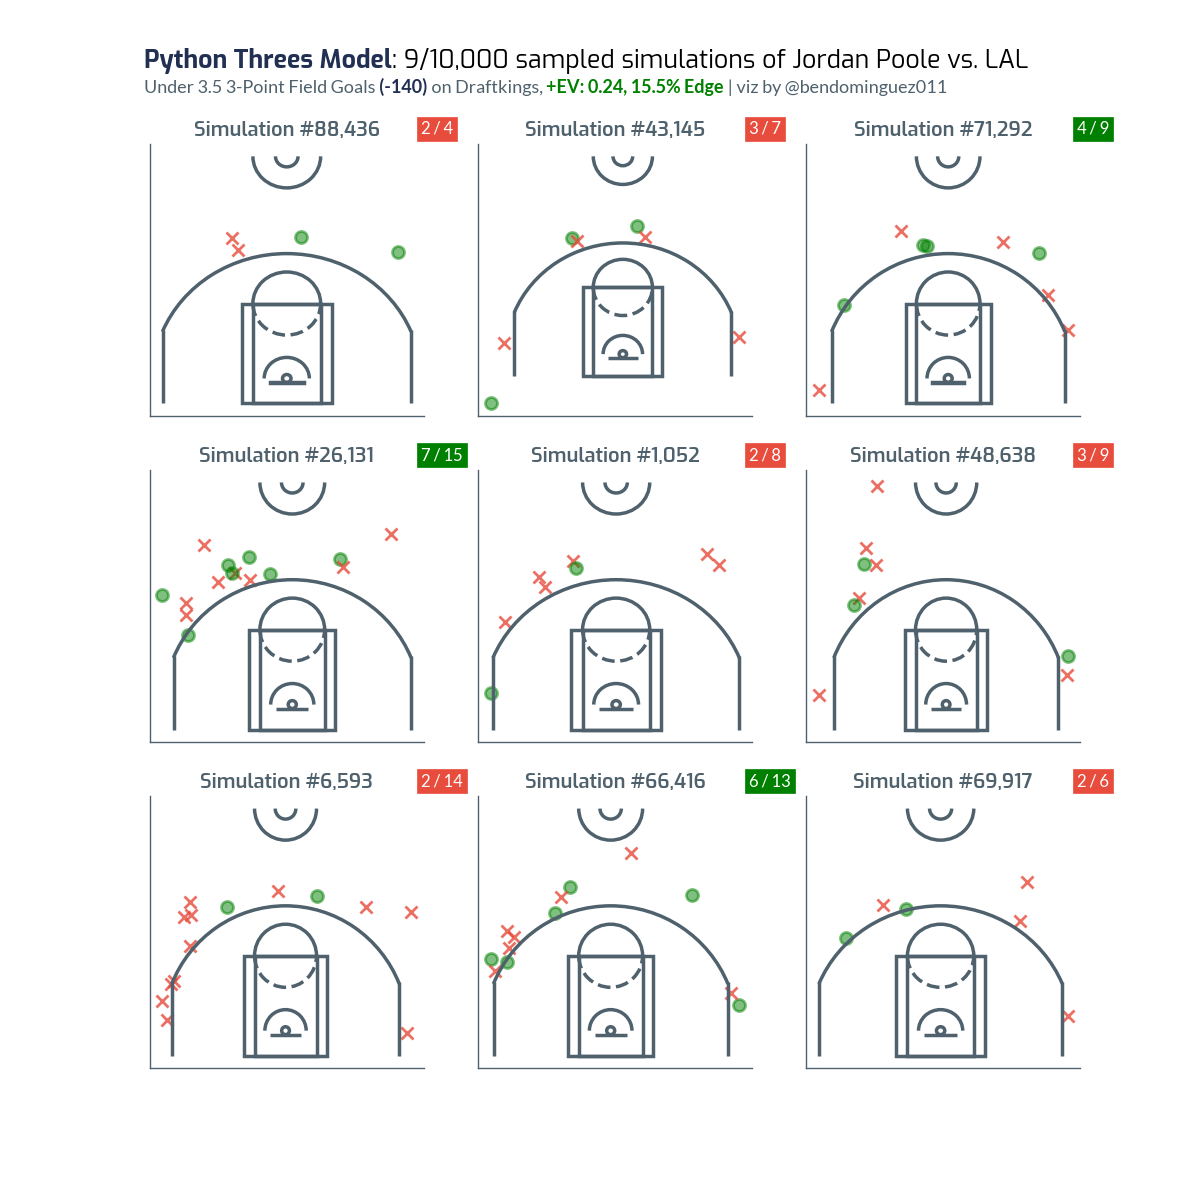 Python Threes Model: 9/10,000 sampled simulations of Jordan Poole vs. LAL
Under 3.5 3-Point Field Goals (-140) on Draftkings, +EV: 0.24, 15.5% Edge | viz by @bendominguez011
Simulation #88,436 2 / 4
Simulation #43,145 3 / 7
Simulation #71,292 4 / 9
Simulation #26,131 7 / 15
Simulation #1,052 2 / 8
Simulation #48,638 3 / 9
Simulation #6,593 2 / 14
Simulation #66,416 6 / 13
Simulation #69,917 2 / 6